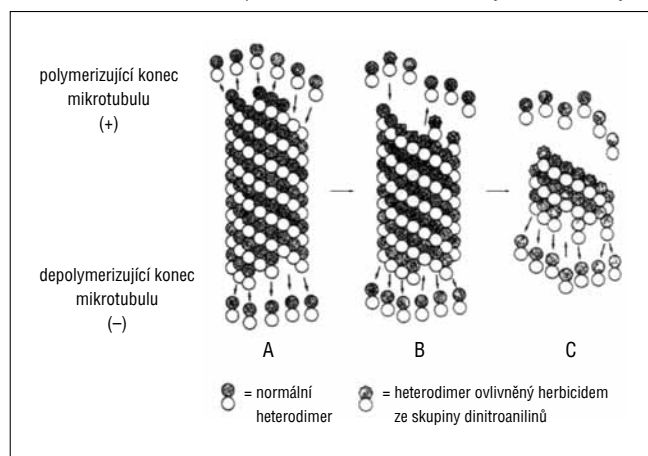 polymerizující konec
mikrotubulu
(+)
depolymerizující konec
mikrotubulu
(–)
A
B
C
= normální
heterodimer
= heterodimer ovlivněný herbicidem
ze skupiny dinitroanilinů